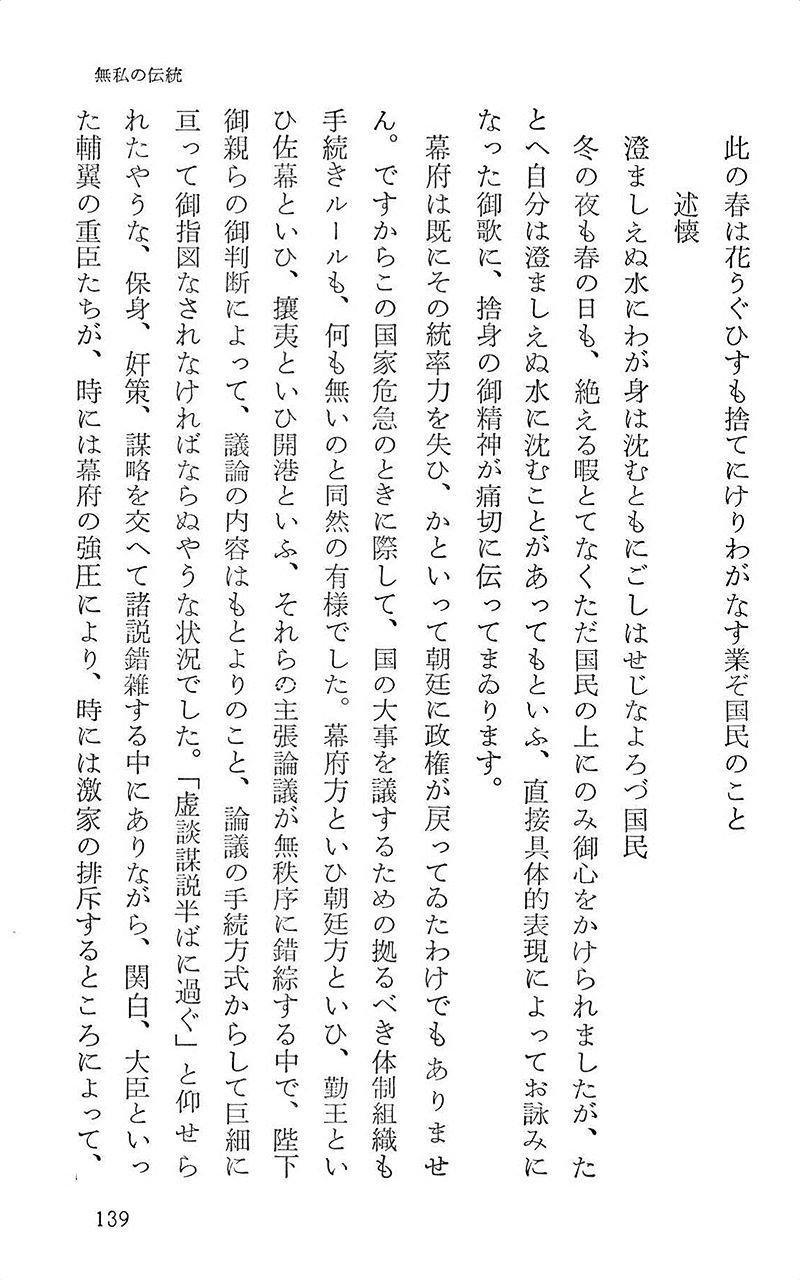 無私の伝統
此の春は花うぐひすも捨てにけりわがなす業ぞ国民のこと
述懐
澄ましえぬ水にわが身は沈むともにごしはせじなよろづ国民
冬の夜も春の日も、絶える暇とてなくただ国民の上にのみ御心をかけられましたが、た
とへ自分は澄ましえぬ水に沈むことがあってもといふ、直接具体的表現によってお詠みに
なった御歌に、捨身の御精神が痛切に伝ってまゐります。
幕府は既にその統率力を失ひ、かといって朝廷に政権が戻ってゐたわけでもありませ
ん。ですからこの国家危急のときに際して、国の大事を議するための拠るべき体制組織も
手続きルールも、何も無いのと同然の有様でした。幕府方といひ朝廷方といひ、勤王とい
ひ佐幕といひ、攘夷といひ開港といふ、それらの主張論議が無秩序に錯綜する中で、陛下
御親らの御判断によって、議論の内容はもとよりのこと、論議の手続方式からして巨細に
亘って御指図なされなければならぬやうな状況でした。「虚談謀説半ばに過ぐ」と仰せら
れたやうな、保身、奸策、謀略を交へて諸説錯雑する中にありながら、関白、大臣といっ
た輔翼の重臣たちが、時には幕府の強圧により、時には激家の排斥するところによって、
139